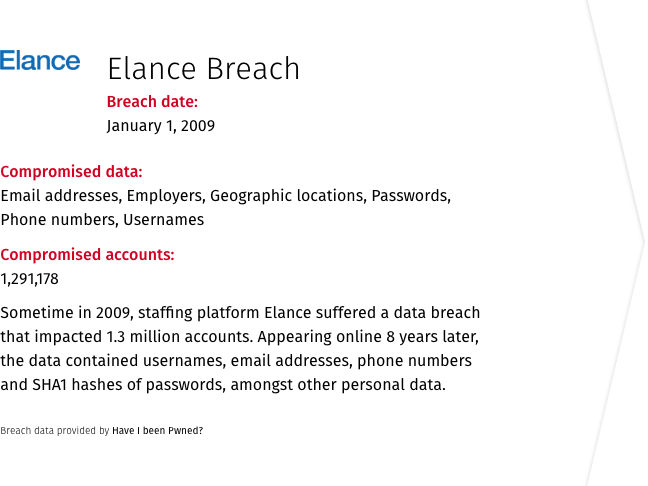 Elance
Elance Breach
Breach date:
January 1, 2009
Compromised data:
Email addresses, Employers, Geographic locations, Passwords,
Phone numbers, Usernames
Compromised accounts:
1,291,178
Sometime in 2009, staffing platform Elance suffered a data breach
that impacted 1.3 million accounts. Appearing online 8 years later,
the data contained usernames, email addresses, phone numbers
and SHA1 hashes of passwords, amongst other personal data.
Breach data provided by Have I been Pwned?